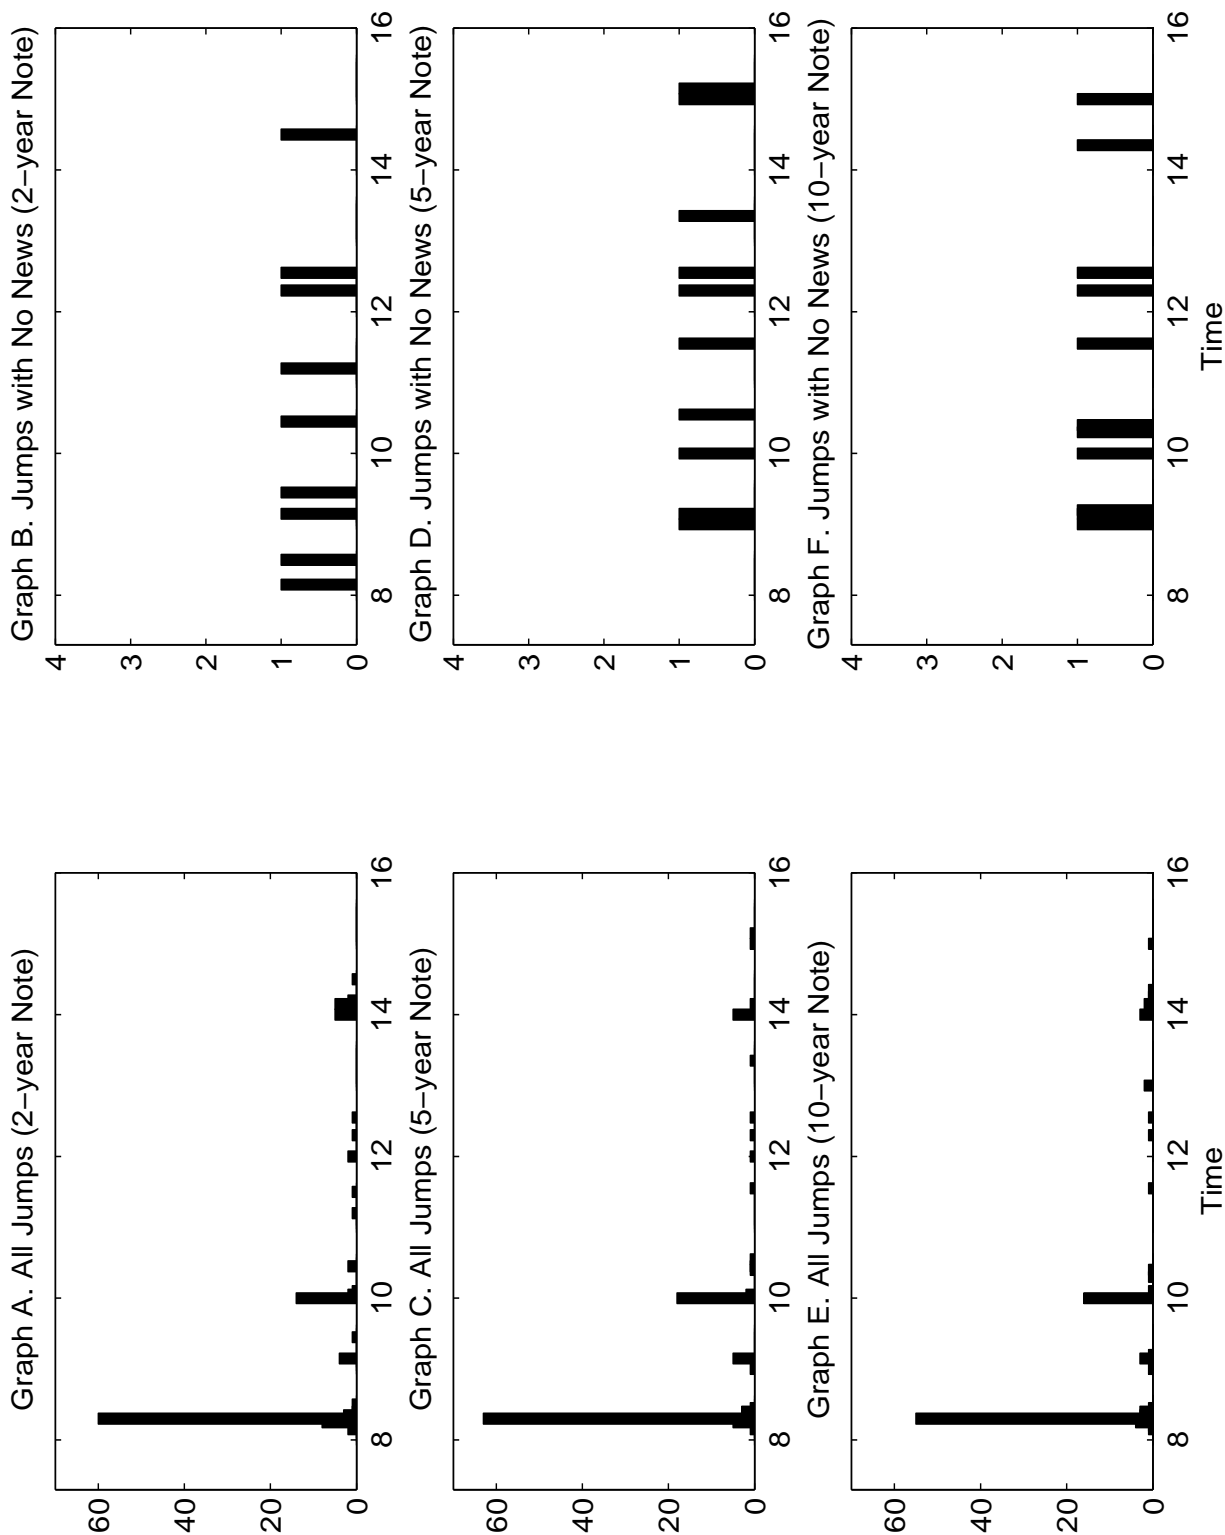 Graph A. All Jumps (2−year Note)
60
40
20
0
8 10 12 14 16
Graph B. Jumps with No News (2−year Note)
4
3
2
1
0
8 10 12 14 16
Graph C. All Jumps (5−year Note)
60
40
20
0
8 10 12 14 16
Graph D. Jumps with No News (5−year Note)
4
3
2
1
0
8 10 12 14 16
Graph E. All Jumps (10−year Note)
60
40
20
0
8 10 12 14 16
Time
Graph F. Jumps with No News (10−year Note)
4
3
2
1
0
8 10 12 14 16
Time